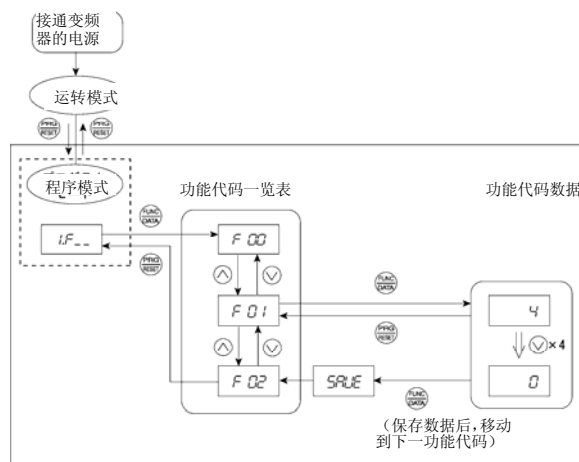 接通变频
器的电源
运转模式
PRG
RESET
PRG
RESET
程序模式
功能代码一览表
功能代码数据
1.F__
FUNC
DATA
F 00
PRG
RESET
F 01
FUNC
DATA
4
PRG
RESET
×4
F 02
SAUE
0
FUNC
DATA
（保存数据后，移动
到下一功能代码）